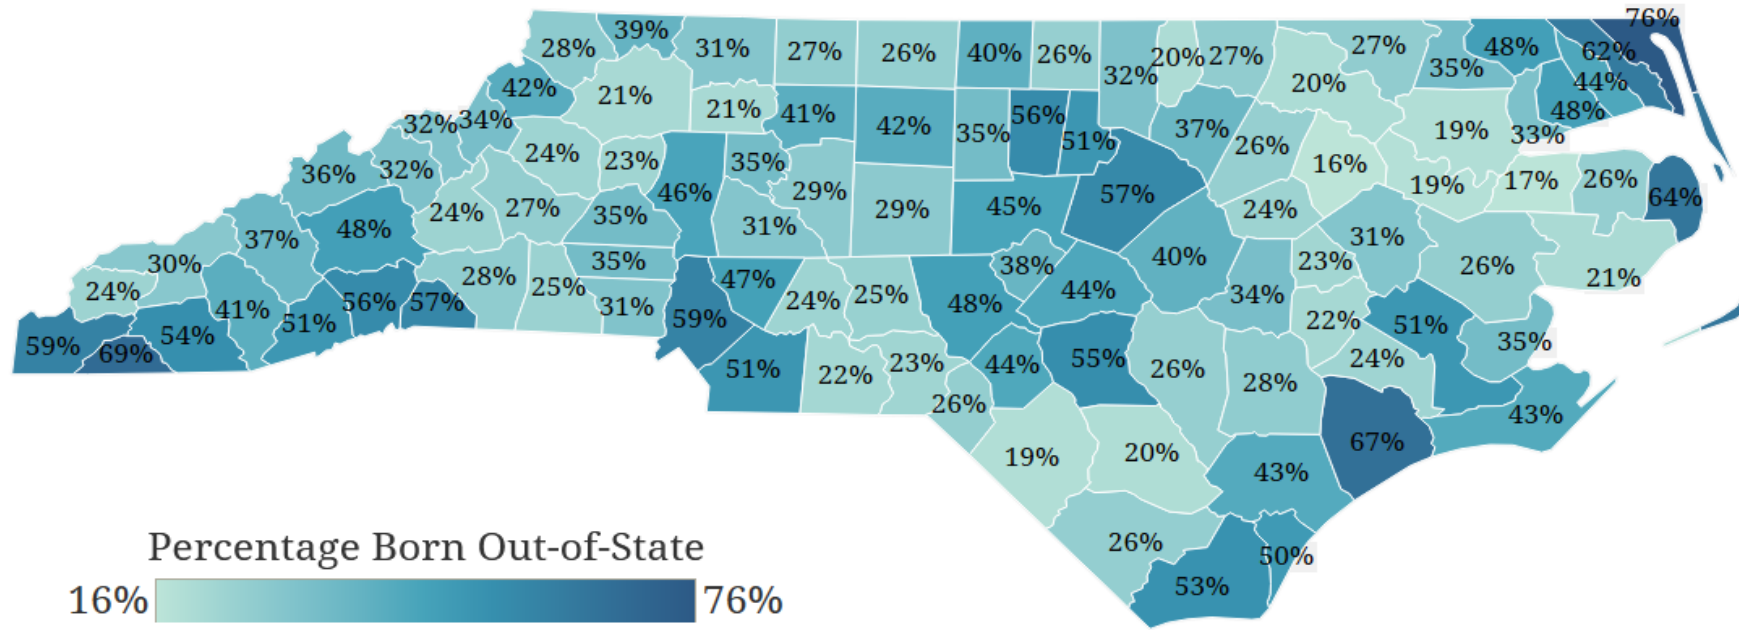 76%
39%
28% 31% 27% 26% 40% 26% 32% 20% 27% 27% 35% 48% 62%
42% 21% 21% 41% 20% 44%
32% 34% 42% 35% 56% 51% 37% 26% 19% 33% 48%
36% 32% 24% 23% 46% 35% 29% 57% 16% 19% 17% 26% 64%
37% 48% 24% 27% 35% 31% 29% 45% 24% 31%
30% 28% 25% 35% 47% 38% 40% 23% 26% 21%
24% 41% 51% 56% 57% 31% 59% 24% 25% 48% 44% 34% 22% 51% 35%
59% 69% 54% 51% 22% 23% 44% 55% 26% 28% 24%
26% 43%
19% 20% 43% 67%
26% 50%
53%
Percentage Born Out-of-State
16% 76%